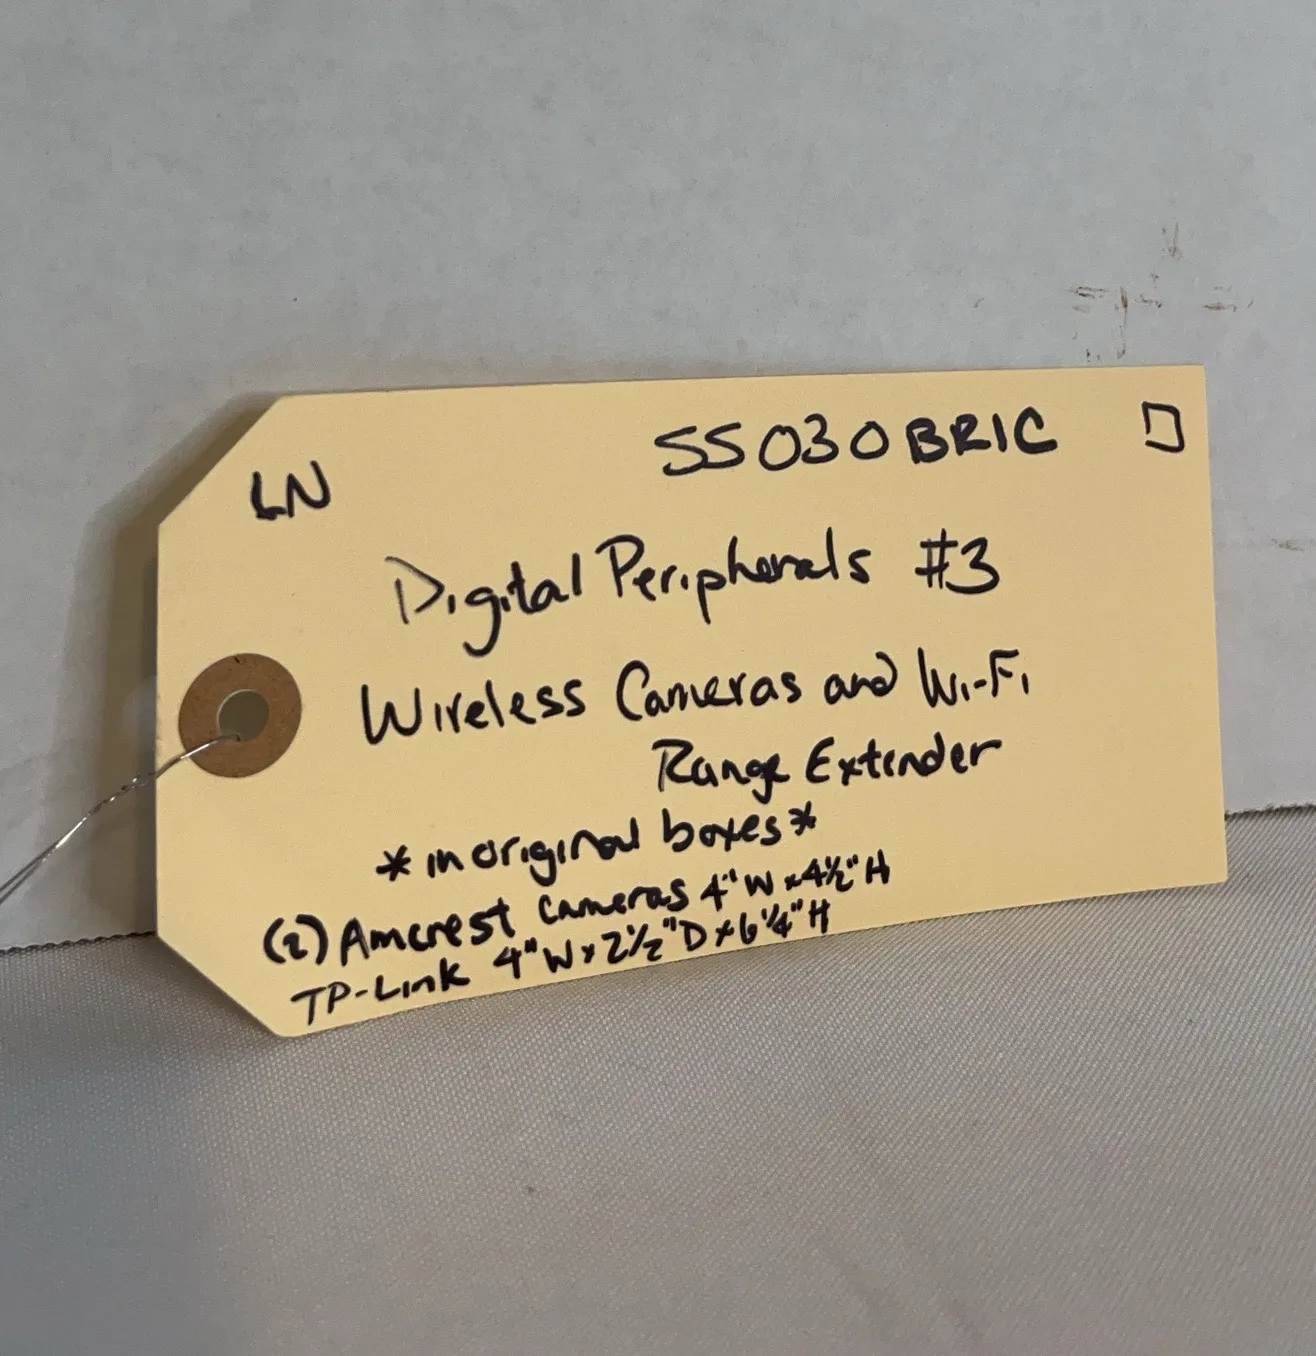 LN
SS030BRIC
Digital Peripherals #3
Wireless Cameras and Wi-Fi
Range Extender
*in original boxes*
(2) Amcrest cameras 4"W x 4½"H
TP-Link 4"W x 2½"D x 6¼"H